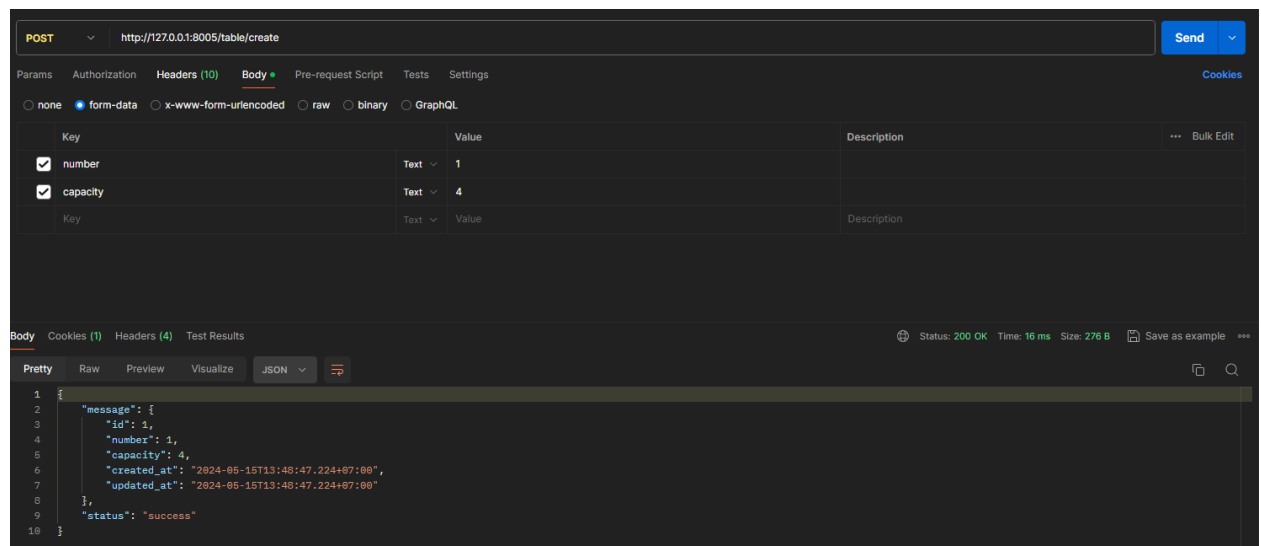 POST http://127.0.0.1:8005/table/create Send
Params Authorization Headers (10) Body Pre-request Script Tests Settings Cookies
none form-data x-www-form-urlencoded raw binary GraphQL
Key Value Description Bulk Edit
number Text 1
capacity Text 4
Key Text Value Description
Body Cookies (1) Headers (4) Test Results Status: 200 OK Time: 16 ms Size: 276 B Save as example
Pretty Raw Preview Visualize JSON
1 {
2 "message": {
3 "id": 1,
4 "number": 1,
5 "capacity": 4,
6 "created_at": "2024-05-15T13:48:47.224+07:00",
7 "updated_at": "2024-05-15T13:48:47.224+07:00"
8 },
9 "status": "success"
10 }